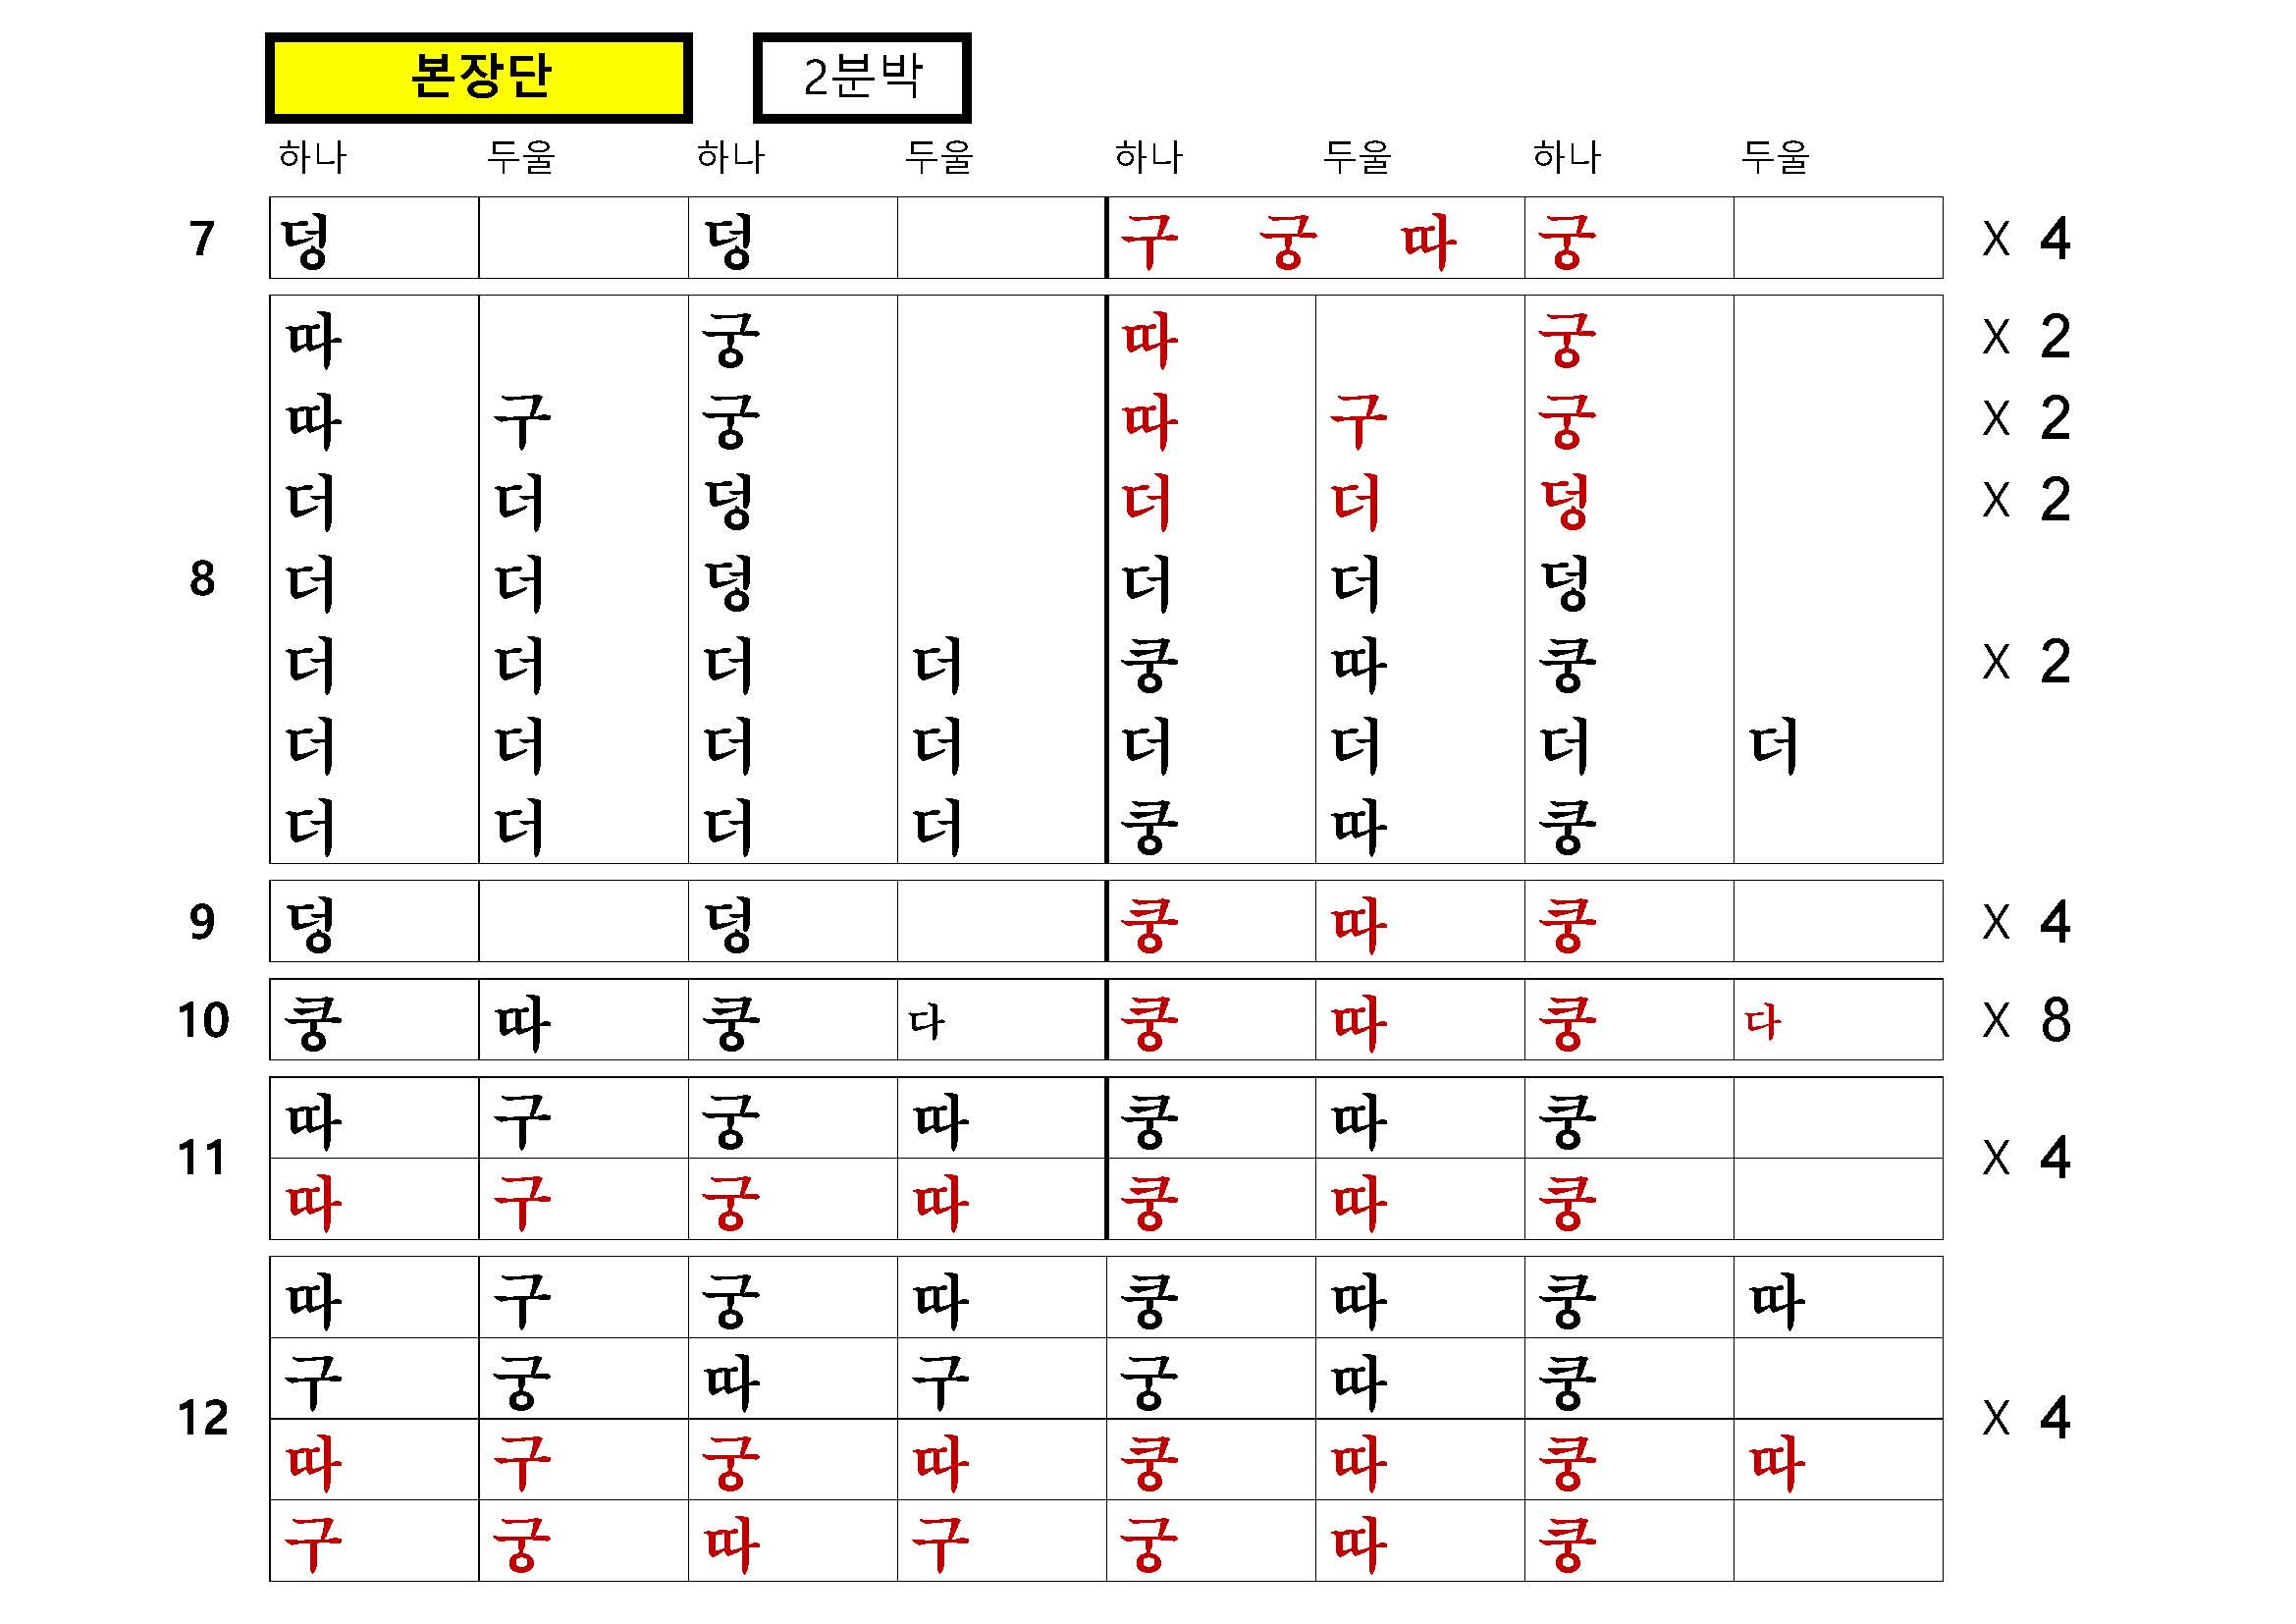 본장단 2분박
하나 두울 하나 두울 하나 두울 하나 두울
7 덩 덩 구 궁 따 궁 X 4
따 궁 따 궁 X 2
따 구 궁 따 구 궁 X 2
더 더 덩 더 더 덩 X 2
8 더 더 덩 더 더 덩
더 더 더 더 쿵 따 쿵 X 2
더 더 더 더 더 더 더 더
더 더 더 더 쿵 따 쿵
9 덩 덩 쿵 따 쿵 X 4
10 쿵 따 쿵 다 쿵 따 쿵 다 X 8
따 구 궁 따 쿵 따 쿵
11 X 4
따 구 궁 따 쿵 따 쿵
따 구 궁 따 쿵 따 쿵 따
구 궁 따 구 궁 따 쿵
12 X 4
따 구 궁 따 쿵 따 쿵 따
구 궁 따 구 궁 따 쿵